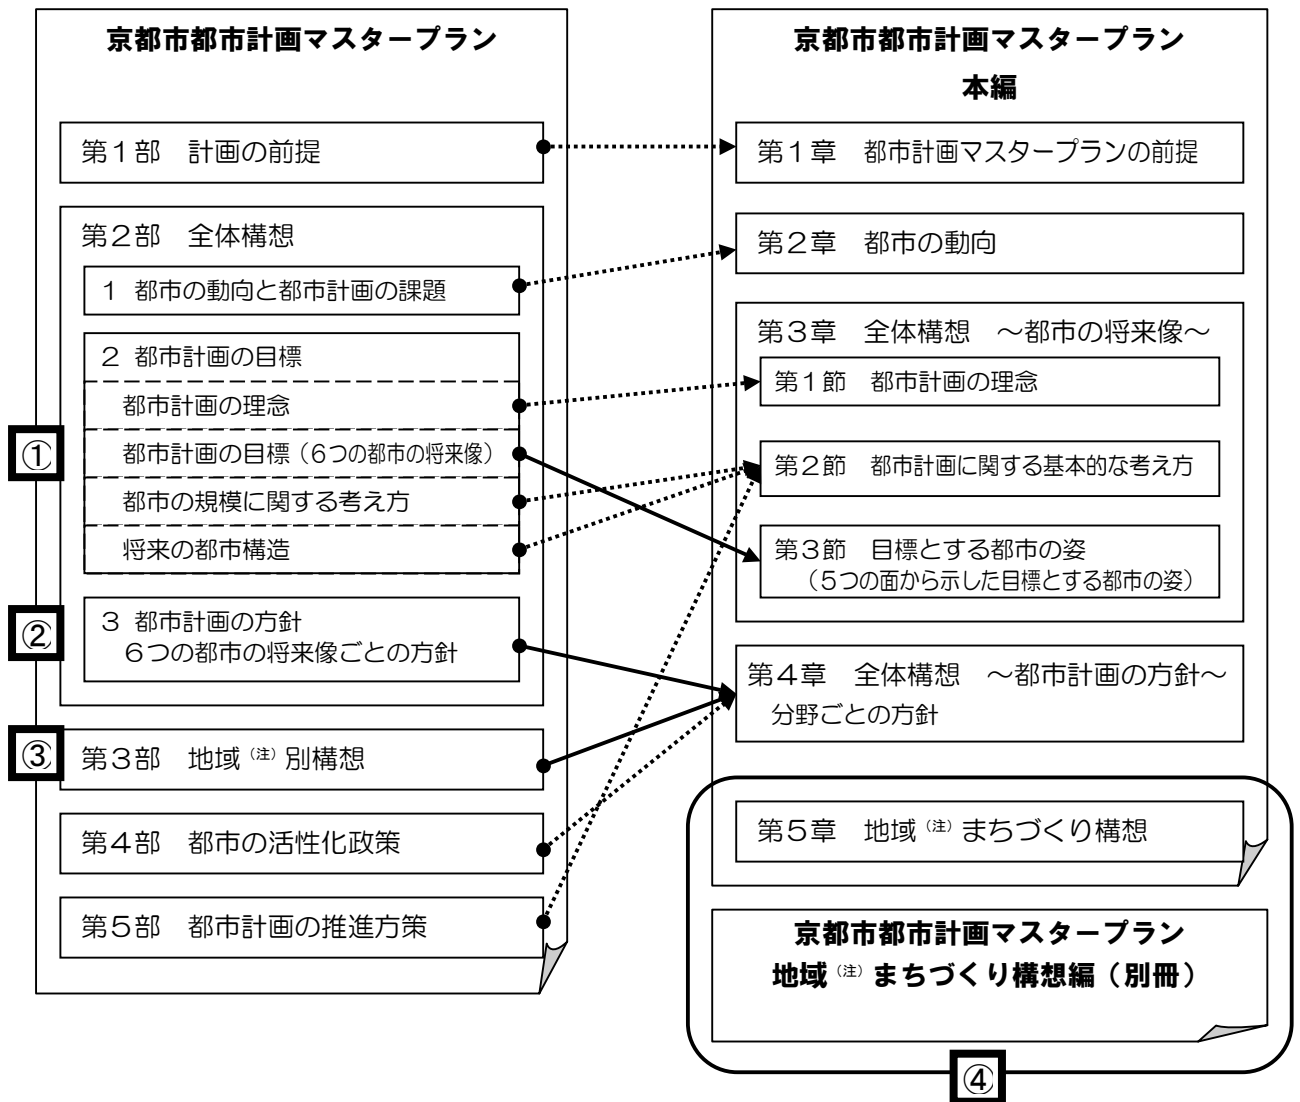 京都市都市計画マスタープラン
第1部　計画の前提
第2部　全体構想
1 都市の動向と都市計画の課題
2 都市計画の目標
都市計画の理念
①
都市計画の目標（6つの都市の将来像）
都市の規模に関する考え方
将来の都市構造
②
3 都市計画の方針
6つの都市の将来像ごとの方針
③
第3部　地域（注）別構想
第4部　都市の活性化政策
第5部　都市計画の推進方策
京都市都市計画マスタープラン
本編
第1章　都市計画マスタープランの前提
第2章　都市の動向
第3章　全体構想　～都市の将来像～
第1節　都市計画の理念
第2節　都市計画に関する基本的な考え方
第3節　目標とする都市の姿
（5つの面から示した目標とする都市の姿）
第4章　全体構想　～都市計画の方針～
分野ごとの方針
第5章　地域（注）まちづくり構想
京都市都市計画マスタープラン
地域（注）まちづくり構想編（別冊）
④